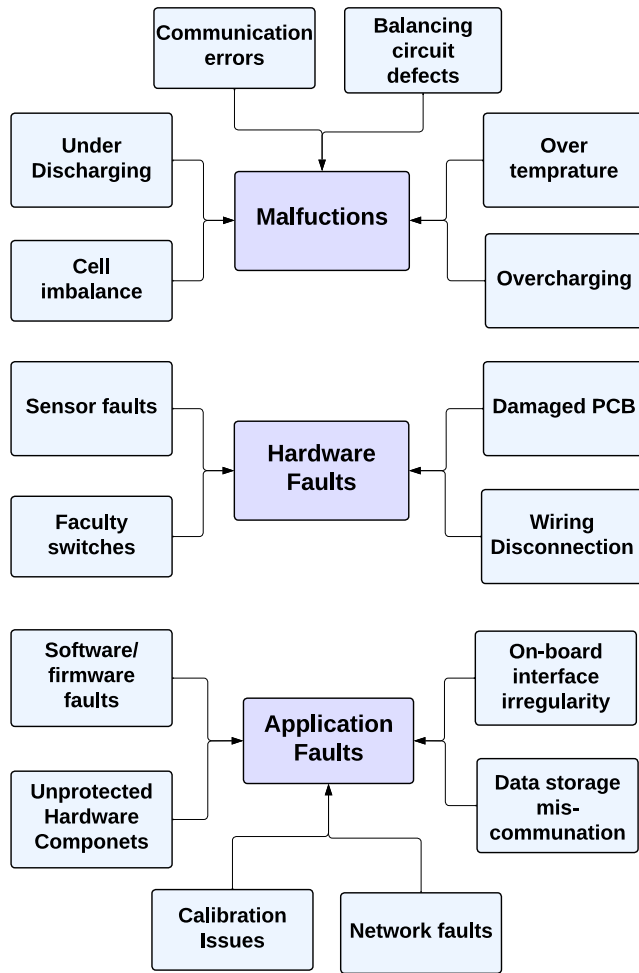 Communication
errors
Balancing
circuit
defects
Under
Discharging
Over
temprature
Malfuctions
Cell
imbalance
Overcharging
Sensor faults
Damaged PCB
Hardware
Faults
Faculty
switches
Wiring
Disconnection
Software/
firmware
faults
On-board
interface
irregularity
Application
Faults
Unprotected
Hardware
Componets
Data storage
mis-
communation
Calibration
Issues
Network faults